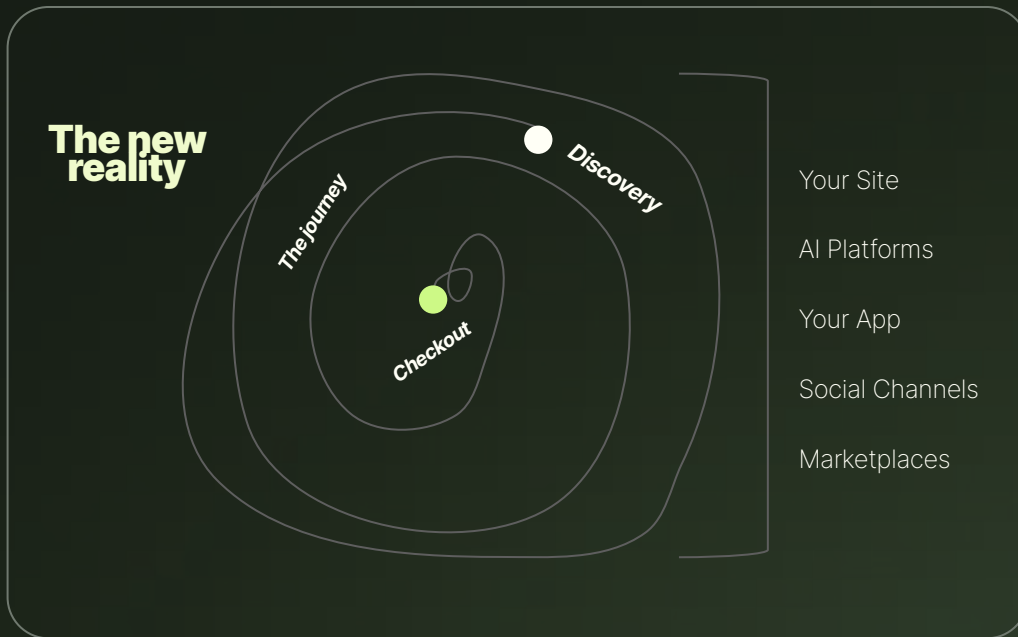 The new
reality
The journey
Discovery
Checkout
Your Site
AI Platforms
Your App
Social Channels
Marketplaces